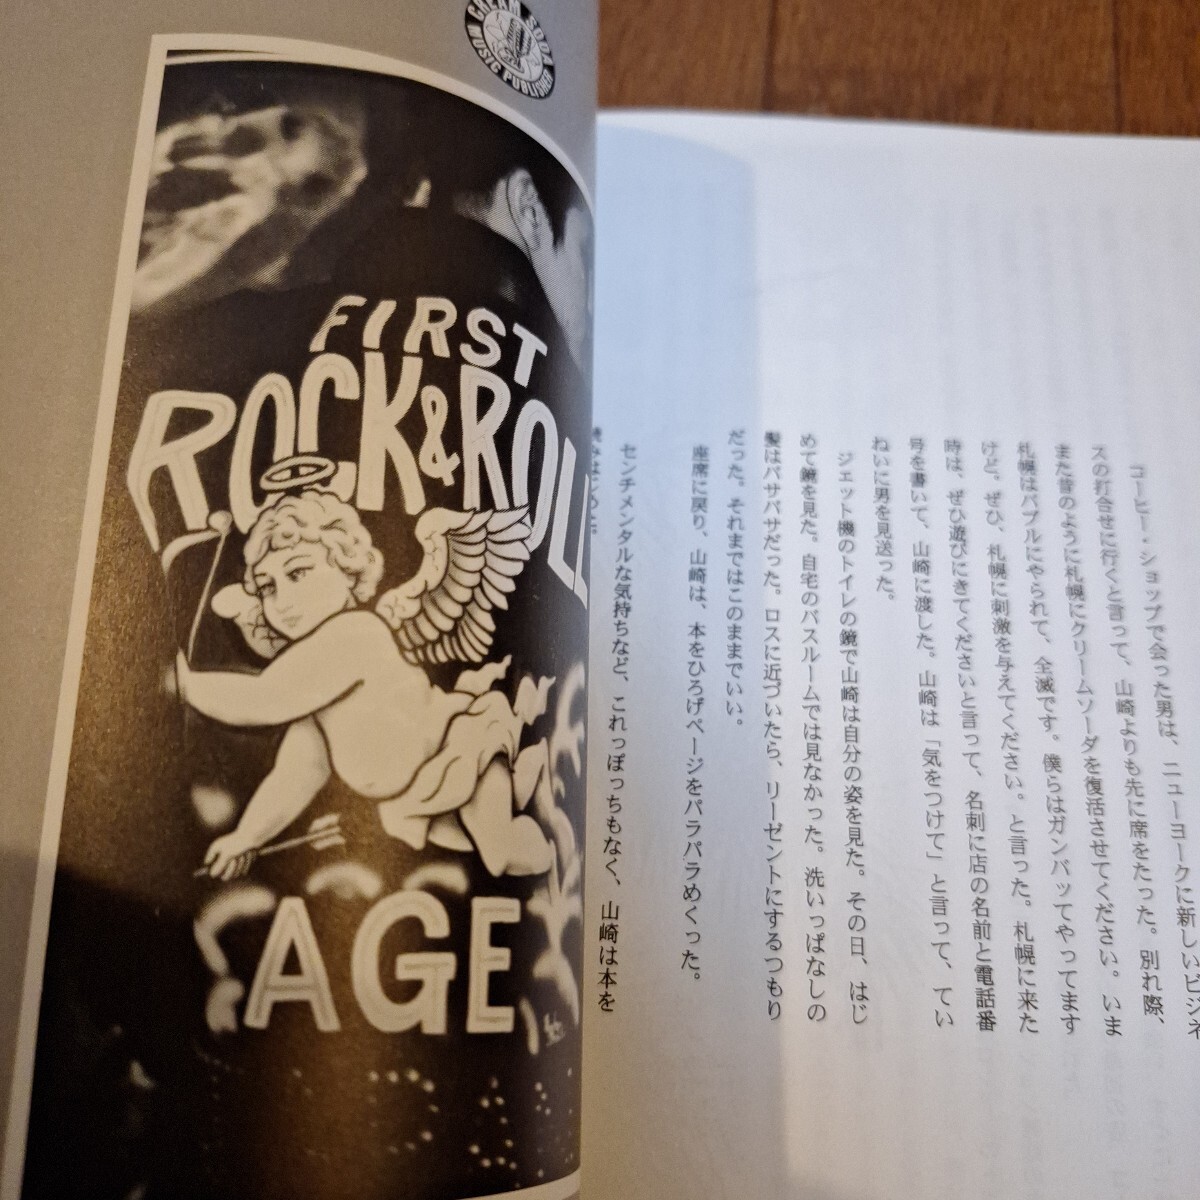 CREAM SODA
MUSIC PUBLISHED
FIRST
ROCK&ROLL
AGE
コーヒー・ショップで会った男は、ニューヨークに新しいビジネ
スの打合せに行くと言って、山崎よりも先に席をたった。別れ際、
また昔のように札幌にクリームソーダを復活させてください。いま
札幌はバブルにやられて、全滅です。僕らはガンバッてやってます
けど。ぜひ、札幌に刺激を与えてください。と言った。札幌に来た
時は、ぜひ遊びにきてくださいと言って、名刺に店の名前と電話番
号を書いて、山崎に渡した。山崎は「気をつけて」と言って、てい
ねいに男を見送った。
ジェット機のトイレの鏡で山崎は自分の姿を見た。その日、はじ
めて鏡を見た。自宅のバスルームでは見なかった。洗いっぱなしの
髪はバサバサだった。ロスに近づいたら、リーゼントにするつもり
だった。それまではこのままでいい。
座席に戻り、山崎は、本をひろげページをパラパラめくった。
センチメンタルな気持ちなど、これっぽっちもなく、山崎は本を
読みはじめた。